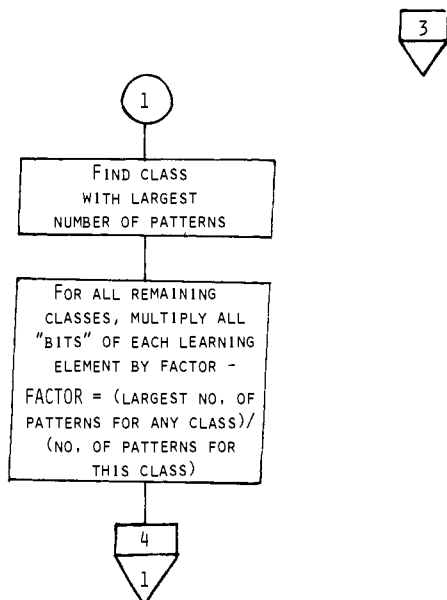 3
1
FIND CLASS
WITH LARGEST
NUMBER OF PATTERNS
FOR ALL REMAINING
CLASSES, MULTIPLY ALL
"BITS" OF EACH LEARNING
ELEMENT BY FACTOR -
FACTOR = (LARGEST NO. OF
PATTERNS FOR ANY CLASS)/
(NO. OF PATTERNS FOR
THIS CLASS)
4
1